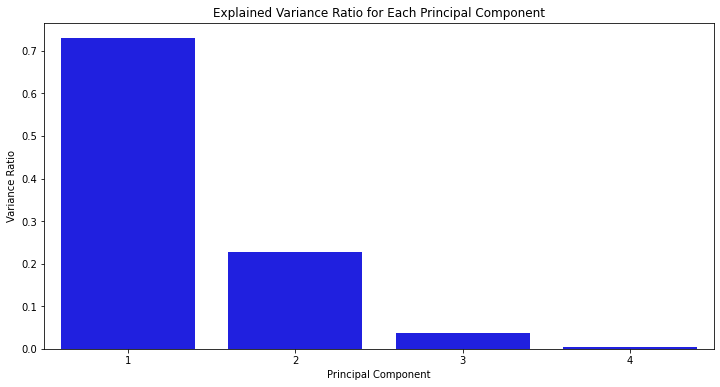 Explained Variance Ratio for Each Principal Component
0.7
0.6
0.5
0.4
0.3
0.2
0.1
0.0
Variance Ratio
1 2 3 4
Principal Component